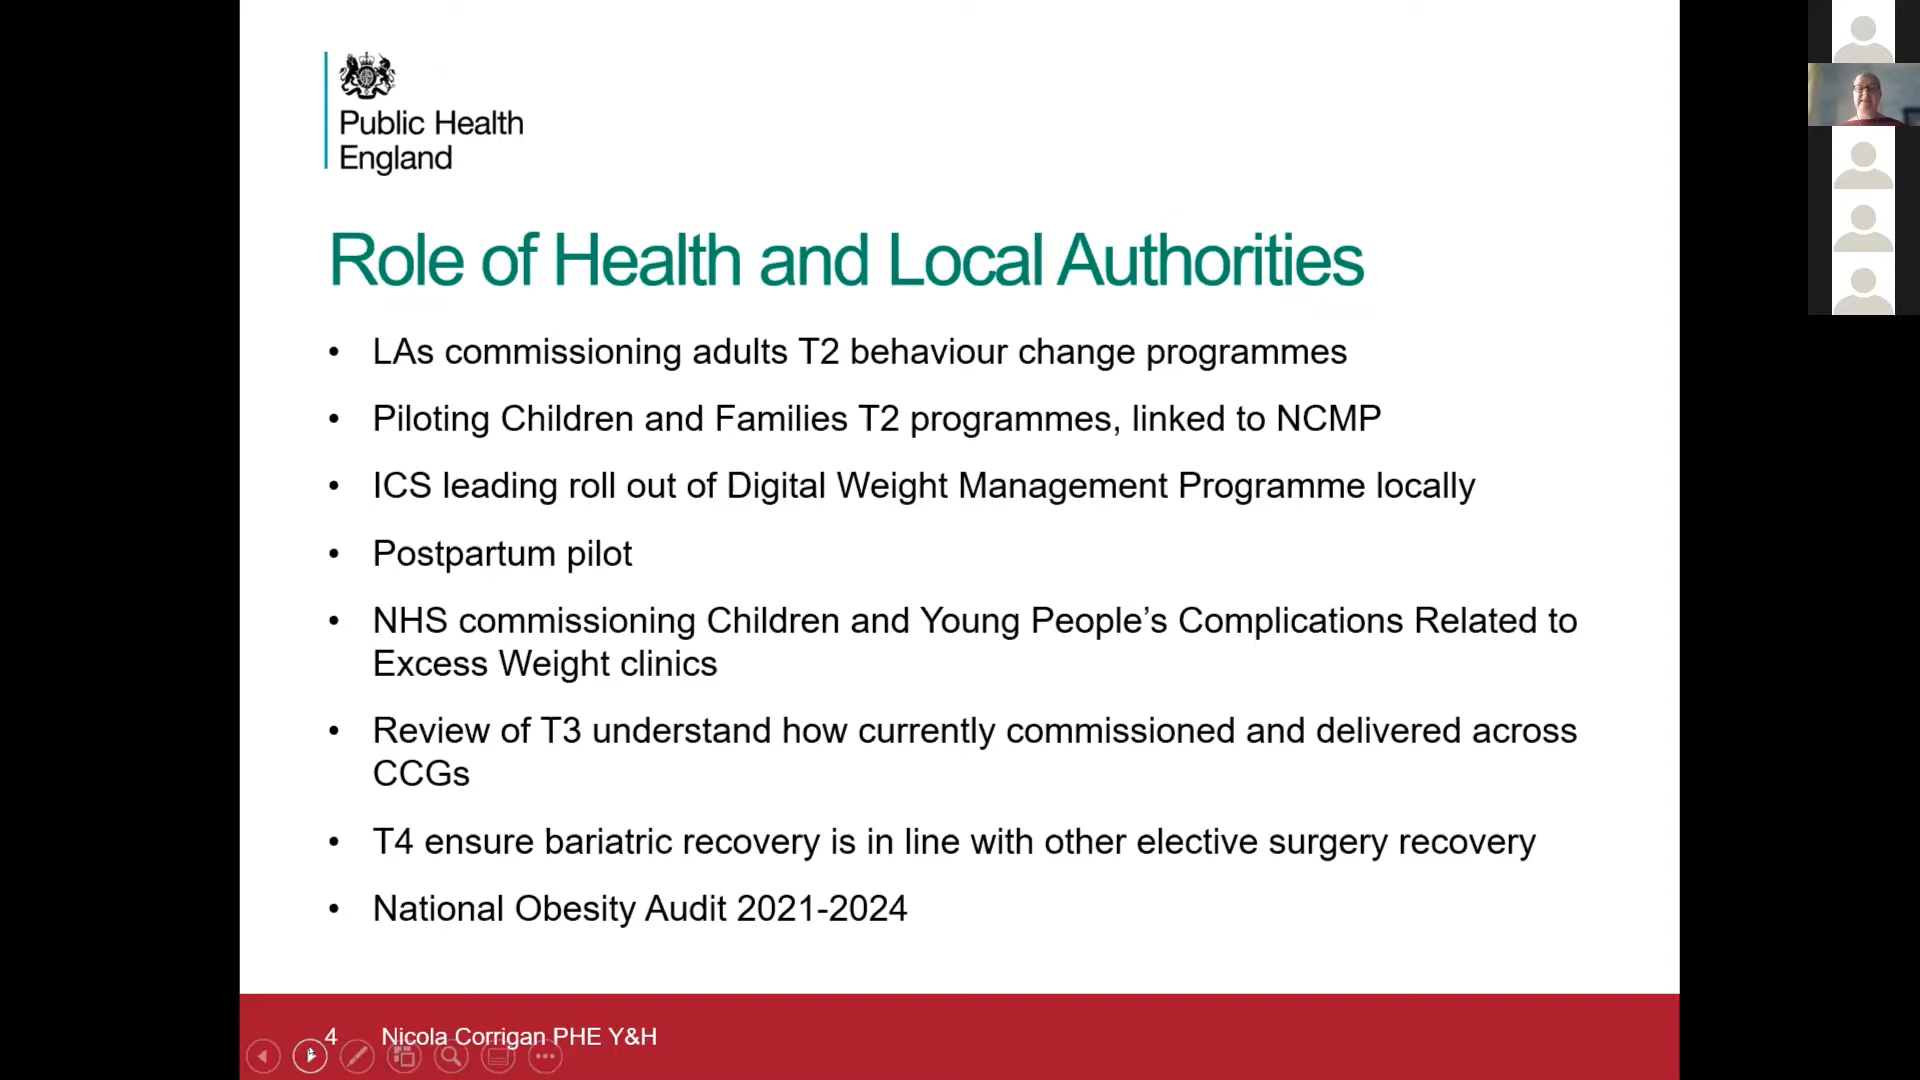 Public Health
England
Role of Health and Local Authorities
• LAs commissioning adults T2 behaviour change programmes
• Piloting Children and Families T2 programmes, linked to NCMP
• ICS leading roll out of Digital Weight Management Programme locally
• Postpartum pilot
• NHS commissioning Children and Young People’s Complications Related to
Excess Weight clinics
• Review of T3 understand how currently commissioned and delivered across
CCGs
• T4 ensure bariatric recovery is in line with other elective surgery recovery
• National Obesity Audit 2021-2024
4 Nicola Corrigan PHE Y&H